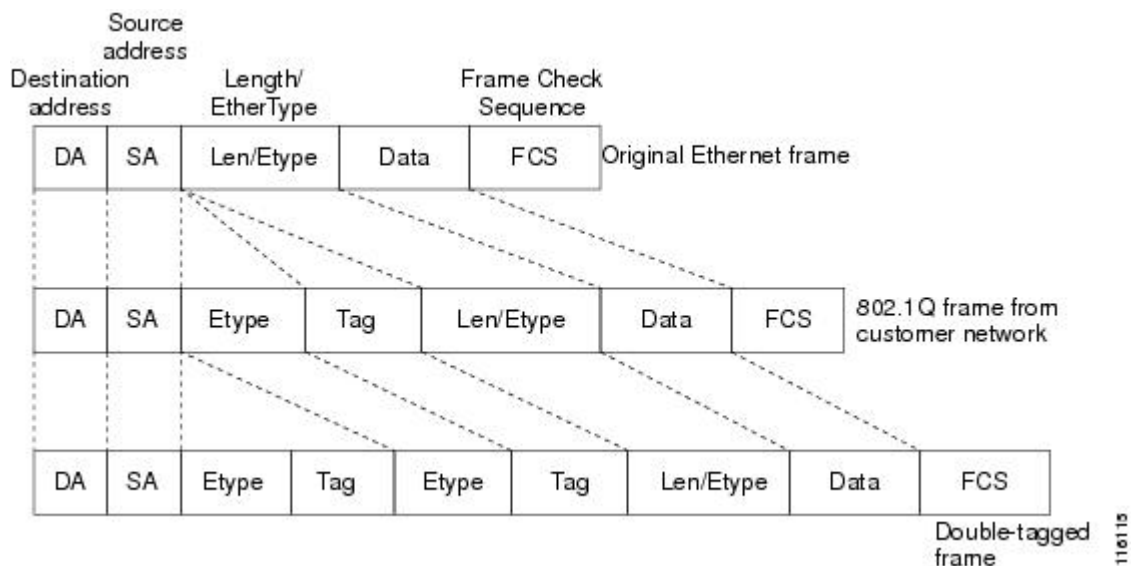 Source
address
Destination
address
Length/
EtherType
Frame Check
Sequence
DA SA Len/Etype Data FCS Original Ethernet frame
DA SA Etype Tag Len/Etype Data FCS 802.1Q frame from
customer network
DA SA Etype Tag Etype Tag Len/Etype Data FCS
Double-tagged
frame
116115